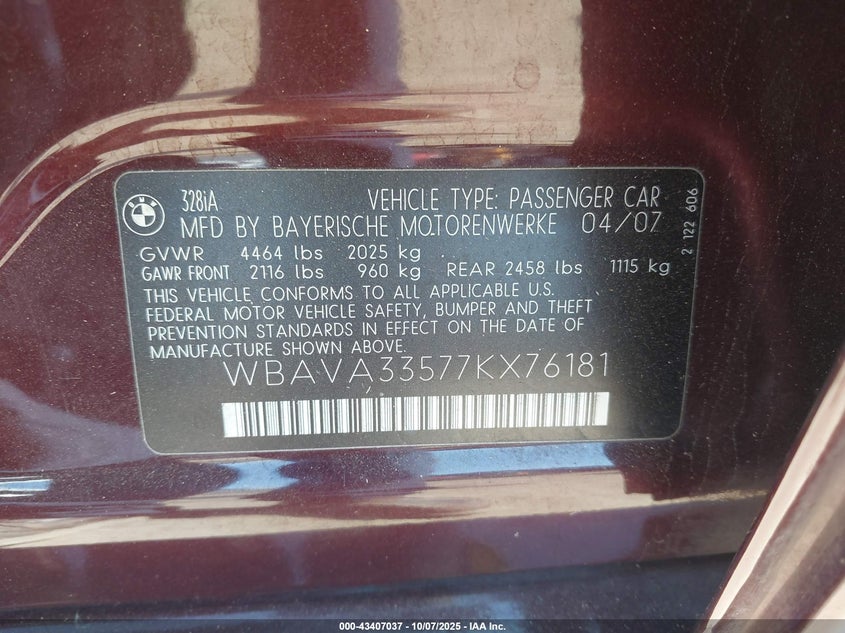 BMW
328iA VEHICLE TYPE: PASSENGER CAR
MFD BY BAYERISCHE MOTORENWERKE 04/07
GVWR 4464 lbs 2025 kg
GAWR FRONT 2116 lbs 960 kg REAR 2458 lbs 1115 kg
THIS VEHICLE CONFORMS TO ALL APPLICABLE U.S.
FEDERAL MOTOR VEHICLE SAFETY, BUMPER AND THEFT
PREVENTION STANDARDS IN EFFECT ON THE DATE OF
MANUFACTURE SHOWN ABOVE.
WBAVA33577KX76181
2 122 606
000-43407037 - 10/07/2025 - IAA Inc.